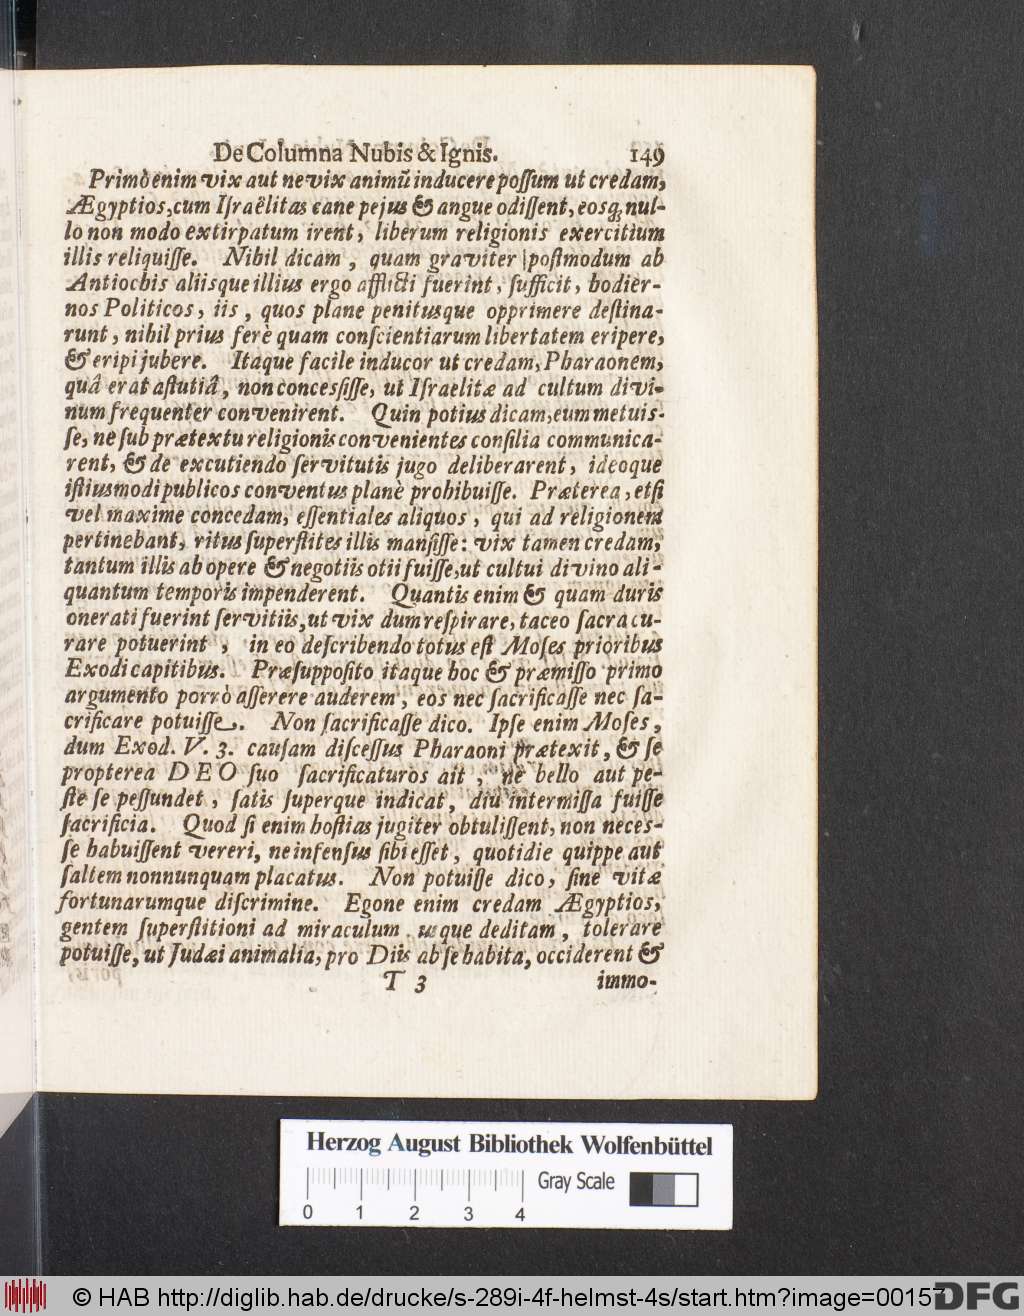 De Columna Nubis & Ignis. 149
Primò enim vix aut ne vix animũ inducere poſſum ut credam,
Ægyptios, cum Iſraëlitas cane pejus & angue odiſſent, eosq; nul-
lo non modo extirpatum irent, liberum religionis exercitium
illis reliquiſſe. Nihil dicam, quam graviter poſtmodum ab
Antiochis aliisque illius ergo afflicti fuerint, ſufficit, hodier-
nos Politicos, iis, quos plane penitusque opprimere deſtina-
runt, nihil prius ferè quam conſcientiarum libertatem eripere,
& eripi jubere. Itaque facile inducor ut credam, Pharaonem,
quâ erat aſtutiâ, non conceſſiſſe, ut Iſraelitæ ad cultum divi-
num frequenter convenirent. Quin potius dicam, eum metuiſ-
ſe, ne ſub prætextu religionis convenientes conſilia communica-
rent, & de excutiendo ſervitutis jugo deliberarent, ideoque
iſtiusmodi publicos conventus planè prohibuiſſe. Præterea, etſi
vel maxime concedam, eſſentiales aliquos, qui ad religionem
pertinebant, ritus ſuperſtites illis manſiſſe: vix tamen credam,
tantum illis ab opere & negotiis otii fuiſſe, ut cultui divino ali-
quantum temporis impenderent. Quantis enim & quam duris
onerati fuerint ſervitiis, ut vix dum reſpirare, taceo ſacra cu-
rare potuerint, in eo deſcribendo totus eſt Moſes prioribus
Exodi capitibus. Præſuppoſito itaque hoc & præmiſſo primo
argumento porrò aſſerere auderem, eos nec ſacrificaſſe nec ſa-
crificare potuiſſe. Non ſacrificaſſe dico. Ipſe enim Moſes,
dum Exod. V. 3. cauſam diſceſſus Pharaoni prætexit, & ſe
propterea DEO ſuo ſacrificaturos ait, ne bello aut pe-
ſte ſe peſſundet, ſatis ſuperque indicat, diu intermiſſa fuiſſe
ſacrificia. Quod ſi enim hoſtias jugiter obtuliſſent, non neceſ-
ſe habuiſſent vereri, ne infenſus ſibi eſſet, quotidie quippe aut
ſaltem nonnunquam placatus. Non potuiſſe dico, ſine vitæ
fortunarumque diſcrimine. Egone enim credam Ægyptios,
gentem ſuperſtitioni ad miraculum usque deditam, tolerare
potuiſſe, ut Judæi animalia, pro Diis ab ſe habita, occiderent &
T 3 immo-
Herzog August Bibliothek Wolfenbüttel
Gray Scale
0 1 2 3 4
© HAB http://diglib.hab.de/drucke/s-289i-4f-helmst-4s/start.htm?image=00157
DFG